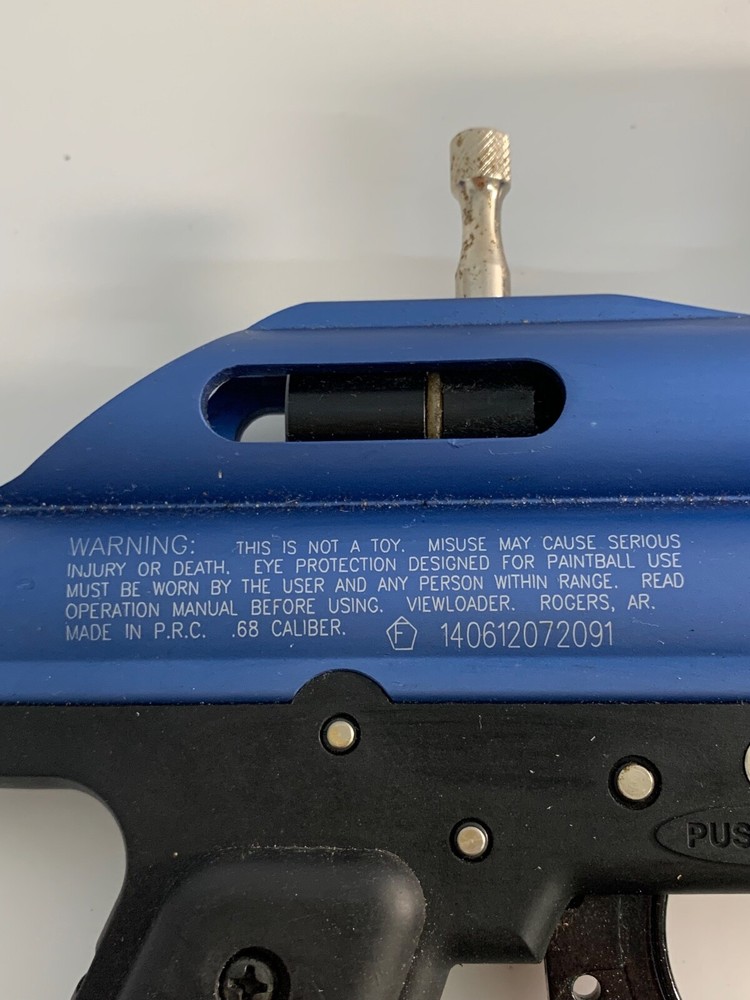 WARNING: THIS IS NOT A TOY. MISUSE MAY CAUSE SERIOUS
INJURY OR DEATH. EYE PROTECTION DESIGNED FOR PAINTBALL USE
MUST BE WORN BY THE USER AND ANY PERSON WITHIN RANGE. READ
OPERATION MANUAL BEFORE USING. VIEWLOADER. ROGERS, AR.
MADE IN P.R.C. .68 CALIBER. F 140612072091
PUS